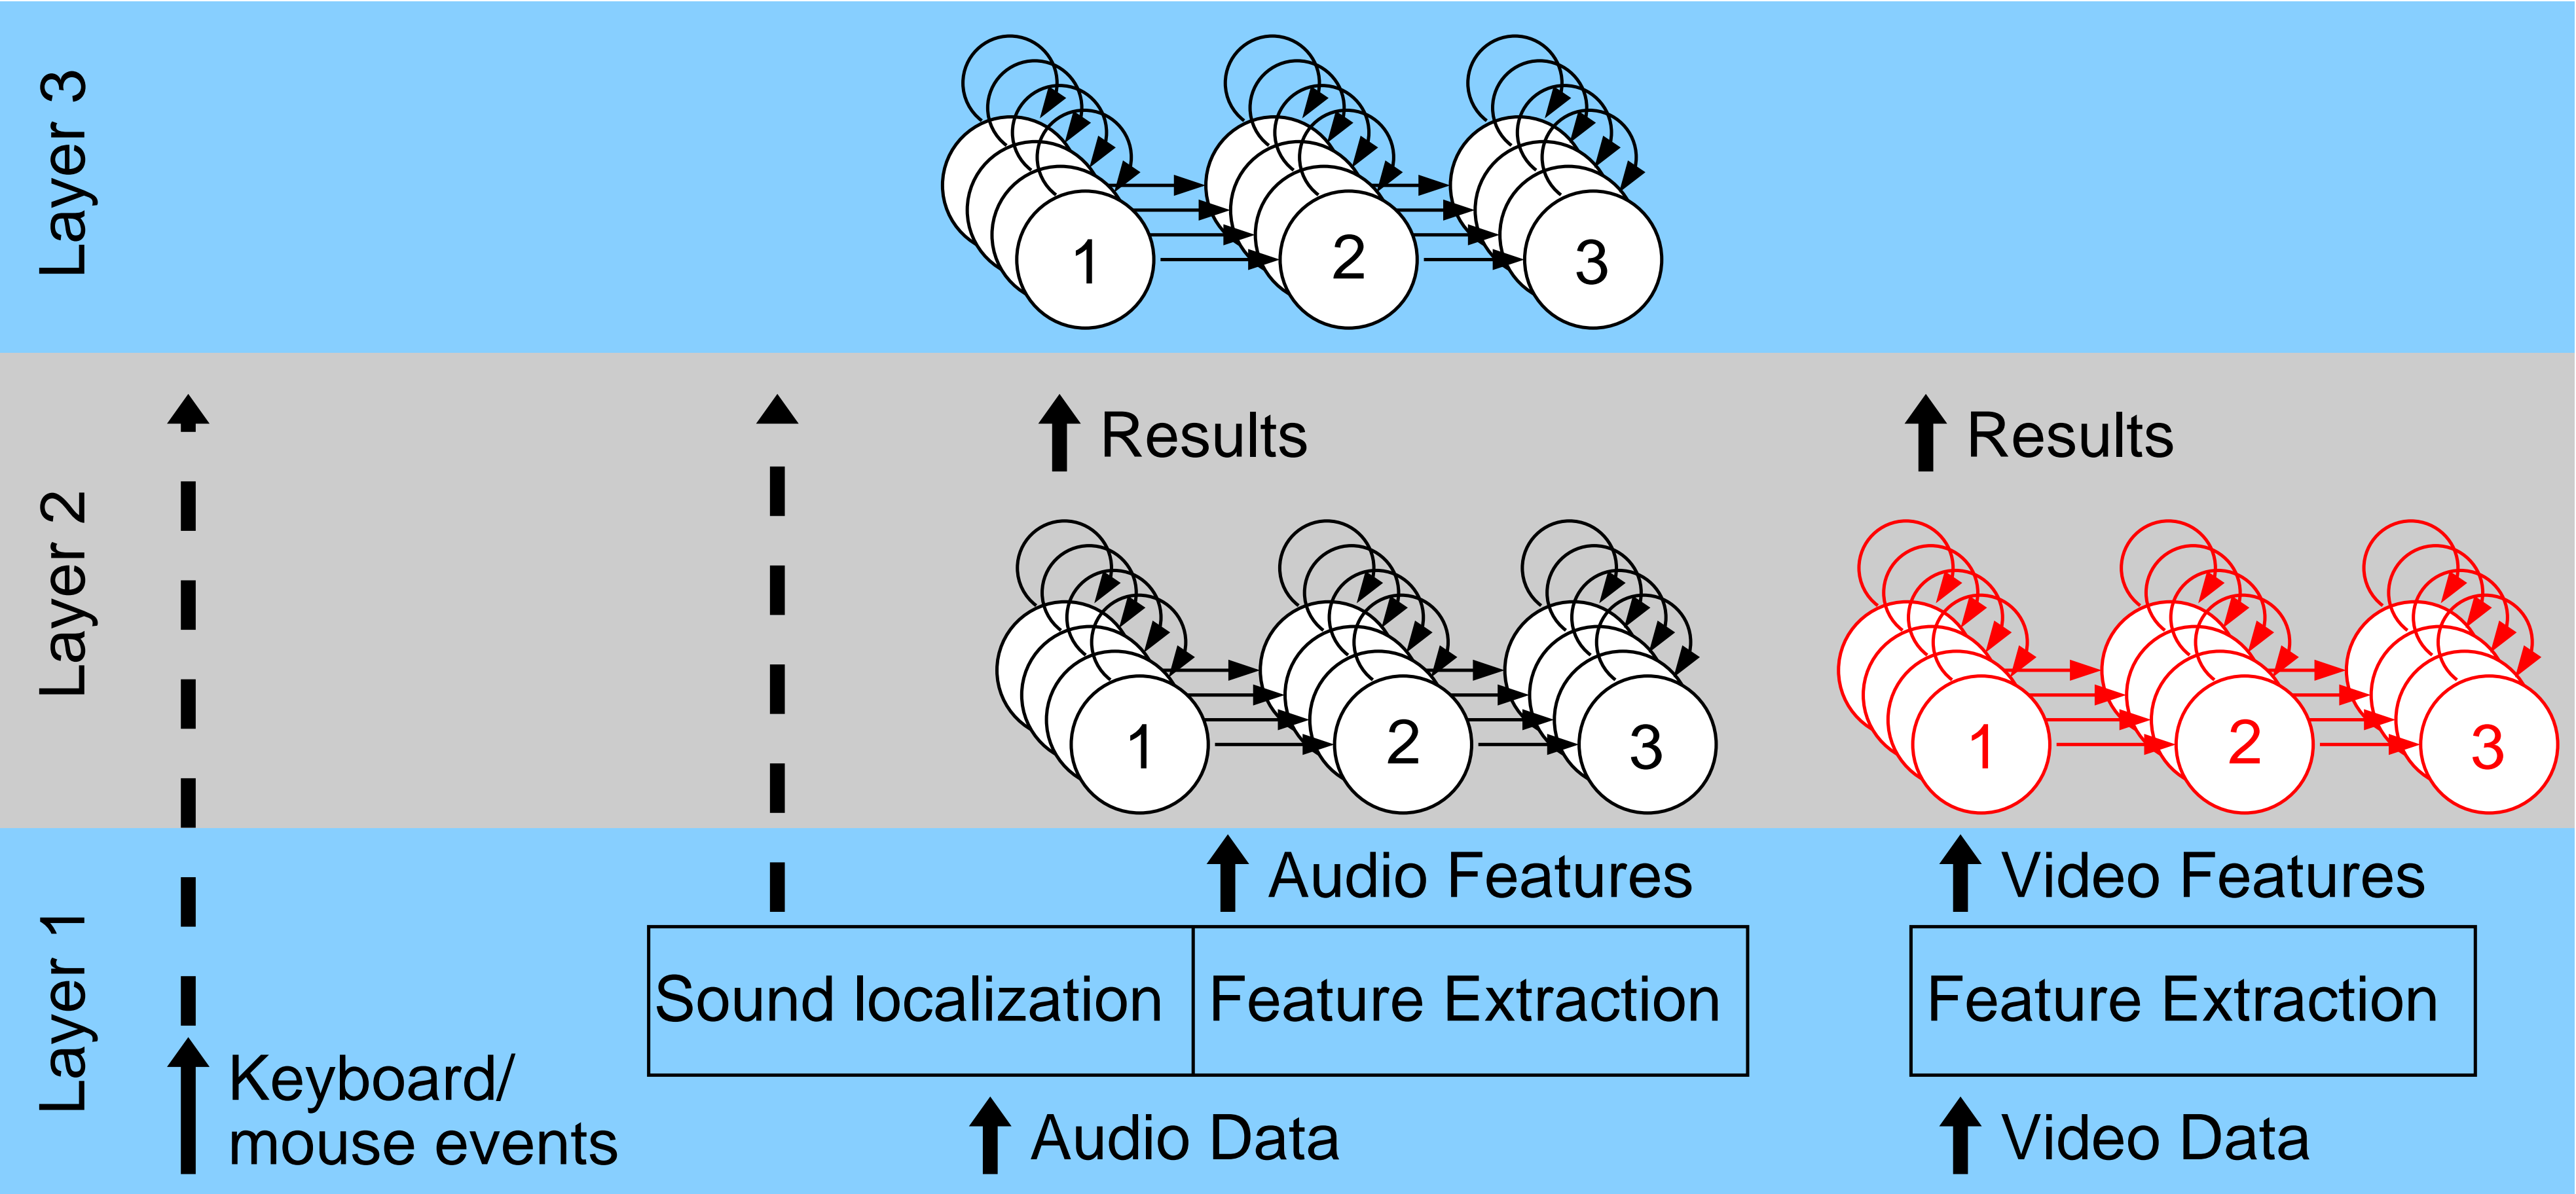 Layer 3
1
2
3
Layer 2
Results
Results
1
2
3
1
2
3
Layer 1
Audio Features
Video Features
Sound localization
Feature Extraction
Feature Extraction
Keyboard/
mouse events
Audio Data
Video Data